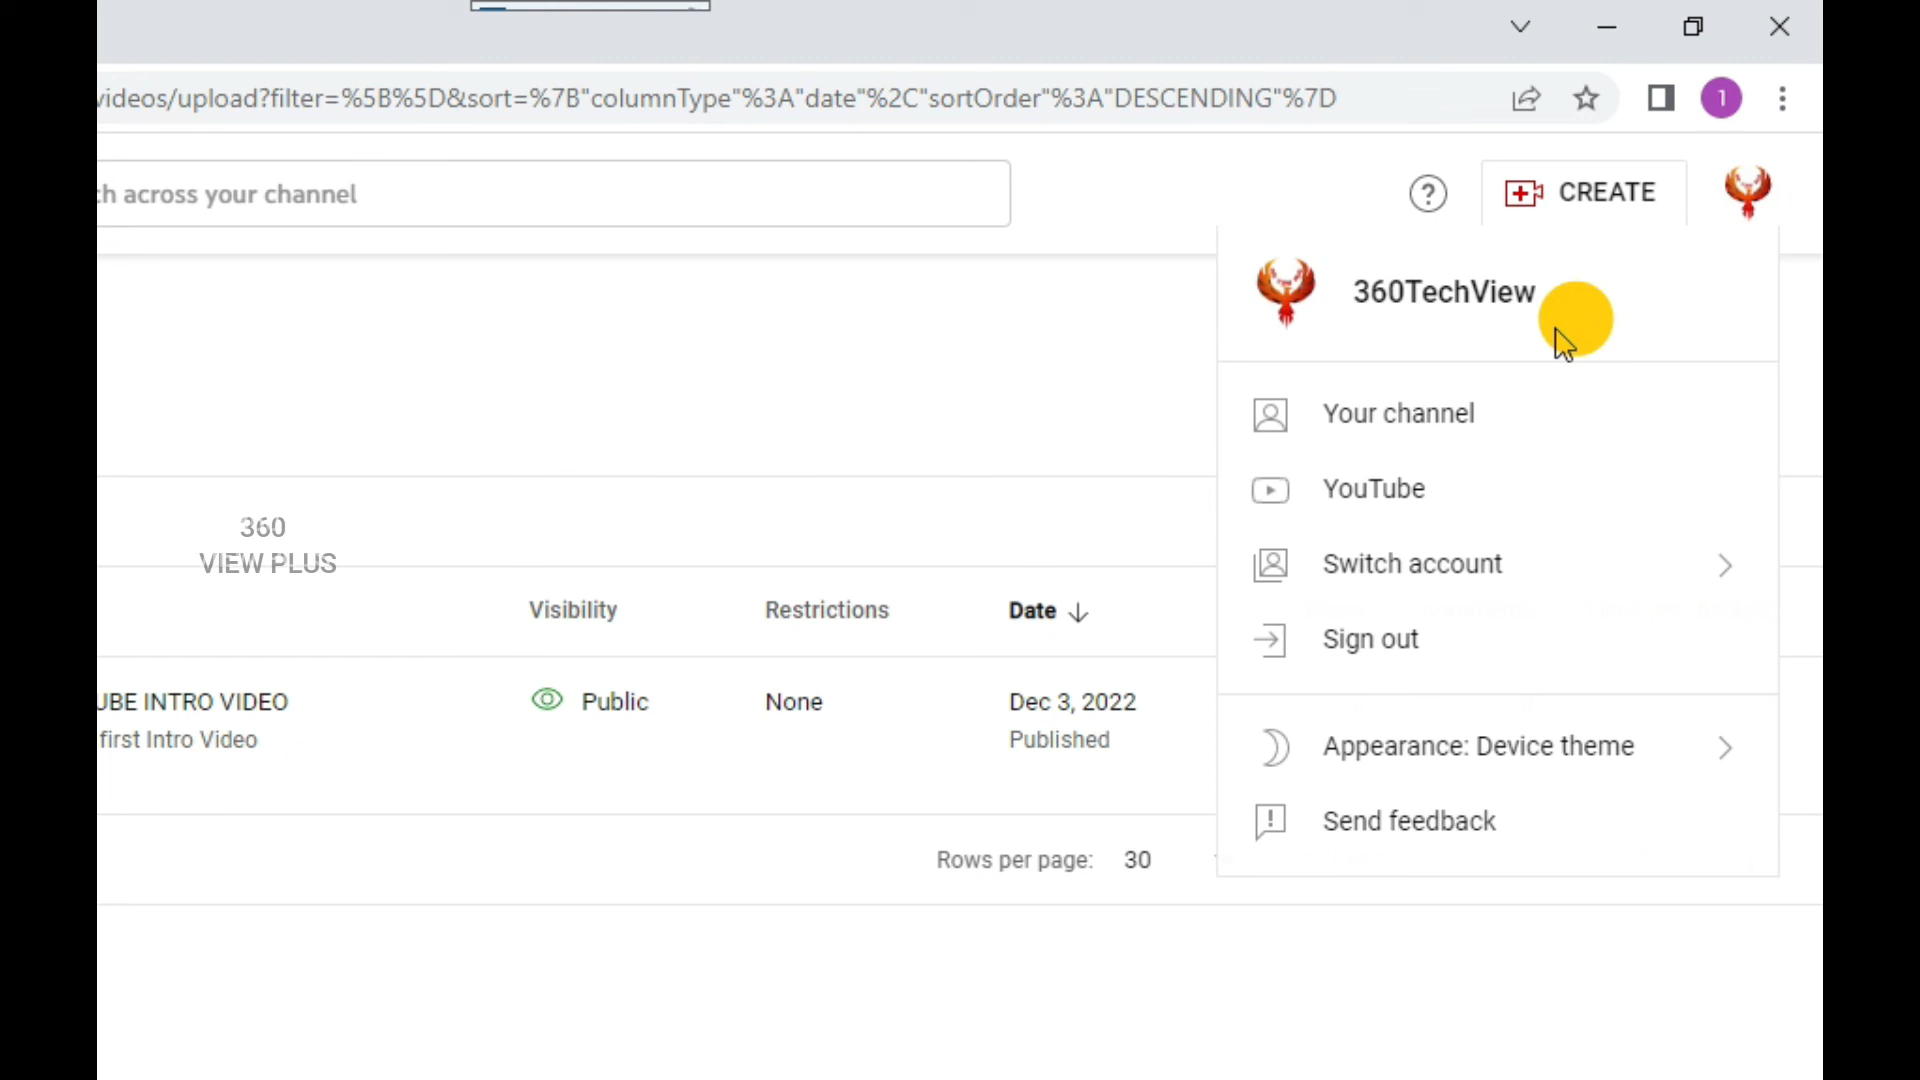 videos/upload?filter=%5B%5D&sort=%7B"columnType"%3A"date"%2C"sortOrder"%3A"DESCENDING"%7D
1
ch across your channel
?
CREATE
360TechView
Your channel
YouTube
360
VIEW PLUS
Switch account
Visibility
Restrictions
Date
Sign out
UBE INTRO VIDEO
Public
None
Dec 3, 2022
first Intro Video
Published
Appearance: Device theme
Send feedback
Rows per page: 30